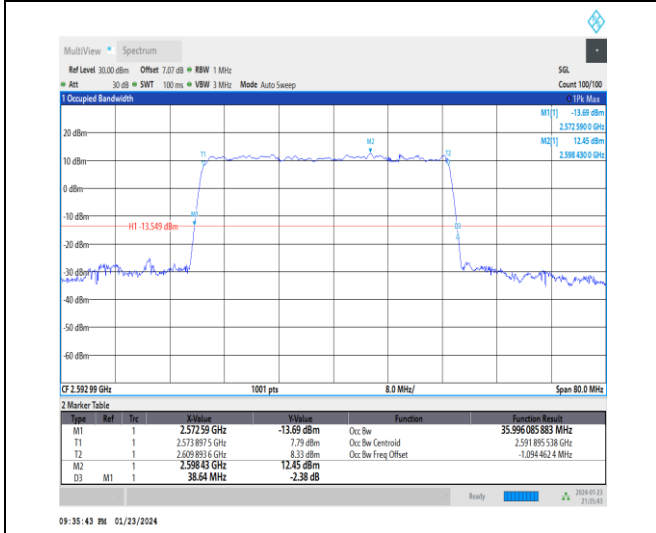 MultiView Spectrum
Ref Level 30.00 dBm Offset 7.07 dB RBW 1 MHz SGL
Att 30 dB SWT 100 ms VBW 3 MHz Mode Auto Sweep Count 100/100
1 Occupied Bandwidth 1Pk Max
M1[1] -13.69 dBm
2.572 590 0 GHz
M2[1] 12.45 dBm
2.598 430 0 GHz
20 dBm
M2
T1
T2
10 dBm
0 dBm
-10 dBm
M1
H1 -13.549 dBm
D3
-20 dBm
-30 dBm
-40 dBm
-50 dBm
-60 dBm
CF 2.592 99 GHz 1001 pts 8.0 MHz/ Span 80.0 MHz
2 Marker Table
Type Ref Trc X-Value Y-Value Function Function Result
M1 1 2.572 59 GHz -13.69 dBm Occ Bw 35.996 085 883 MHz
T1 1 2.573 897 5 GHz 7.79 dBm Occ Bw Centroid 2.591 895 538 GHz
T2 1 2.609 893 6 GHz 8.33 dBm Occ Bw Freq Offset -1.094 462 4 MHz
M2 1 2.598 43 GHz 12.45 dBm
D3 M1 1 38.64 MHz -2.38 dB
Ready 2024-01-23
21:35:43
09:35:43 PM 01/23/2024